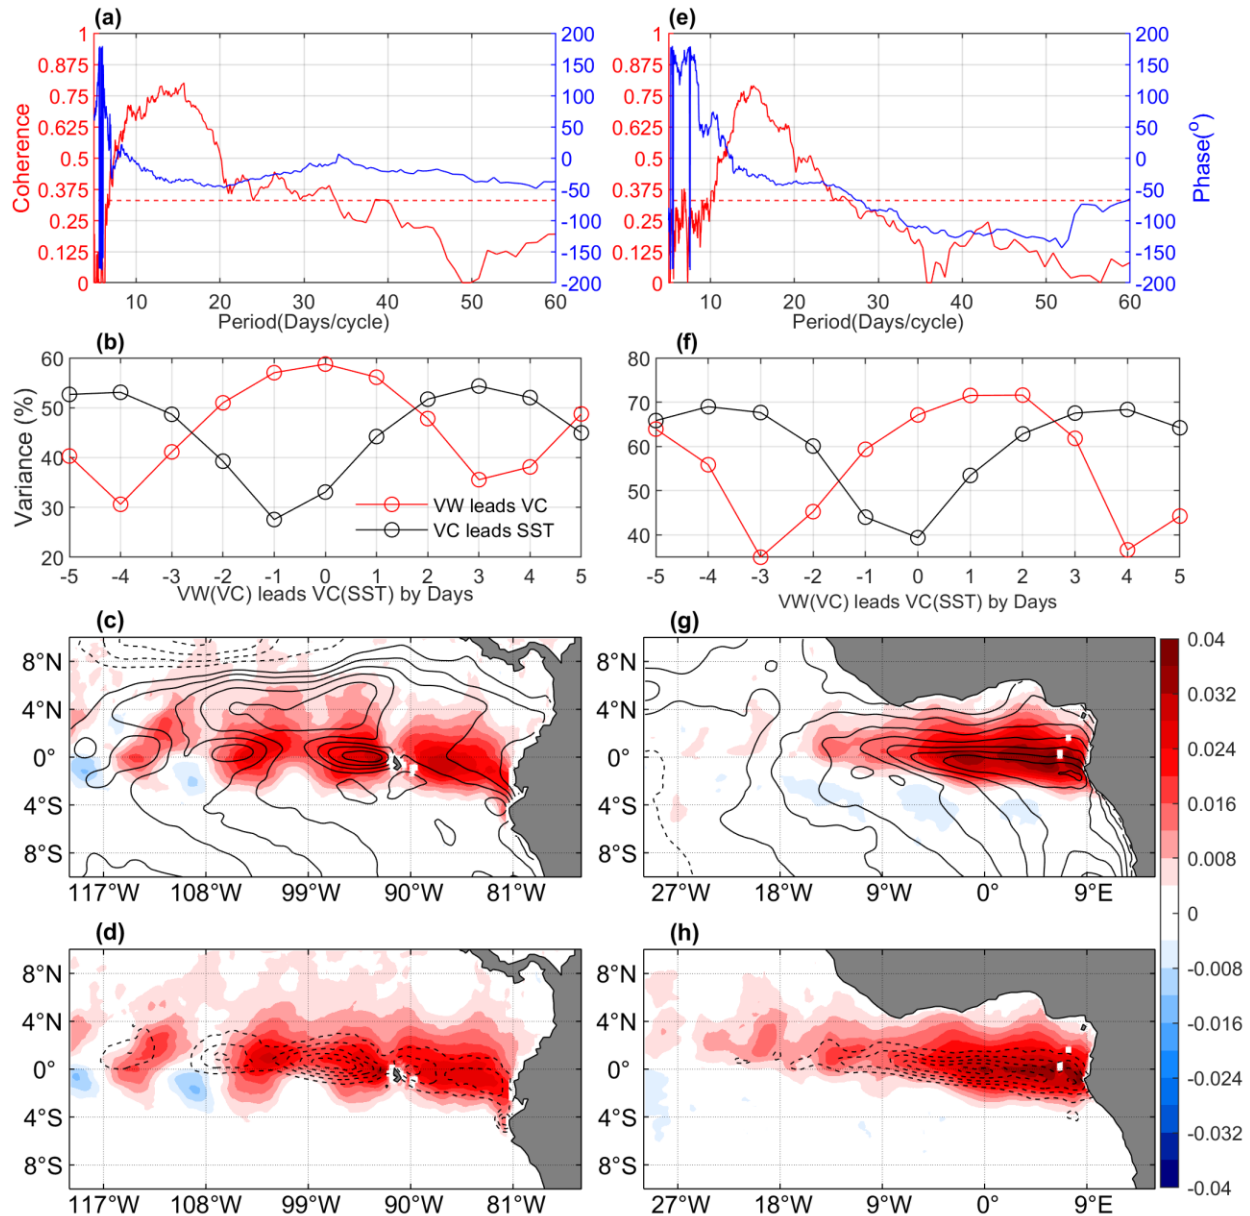 (a)
(e)
1
0.875
0.75
0.625
0.5
0.375
0.25
0.125
0
Coherence
200
150
100
50
0
-50
-100
-150
-200
10
20
30
40
50
60
Period(Days/cycle)
1
0.875
0.75
0.625
0.5
0.375
0.25
0.125
0
200
150
100
50
0
-50
-100
-150
-200
Phase(°)
10
20
30
40
50
60
Period(Days/cycle)
(b)
60
50
40
30
20
Variance (%)
VW leads VC
VC leads SST
-5 -4 -3 -2 -1 0 1 2 3 4 5
VW(VC) leads VC(SST) by Days
(f)
80
70
60
50
40
-5 -4 -3 -2 -1 0 1 2 3 4 5
VW(VC) leads VC(SST) by Days
(c)
8°N
4°N
0°
4°S
8°S
117°W 108°W 99°W 90°W 81°W
(g)
8°N
4°N
0°
4°S
8°S
27°W 18°W 9°W 0° 9°E
0.04
0.032
0.024
0.016
0.008
0
-0.008
-0.016
-0.024
-0.032
-0.04
(d)
8°N
4°N
0°
4°S
8°S
117°W 108°W 99°W 90°W 81°W
(h)
8°N
4°N
0°
4°S
8°S
27°W 18°W 9°W 0° 9°E